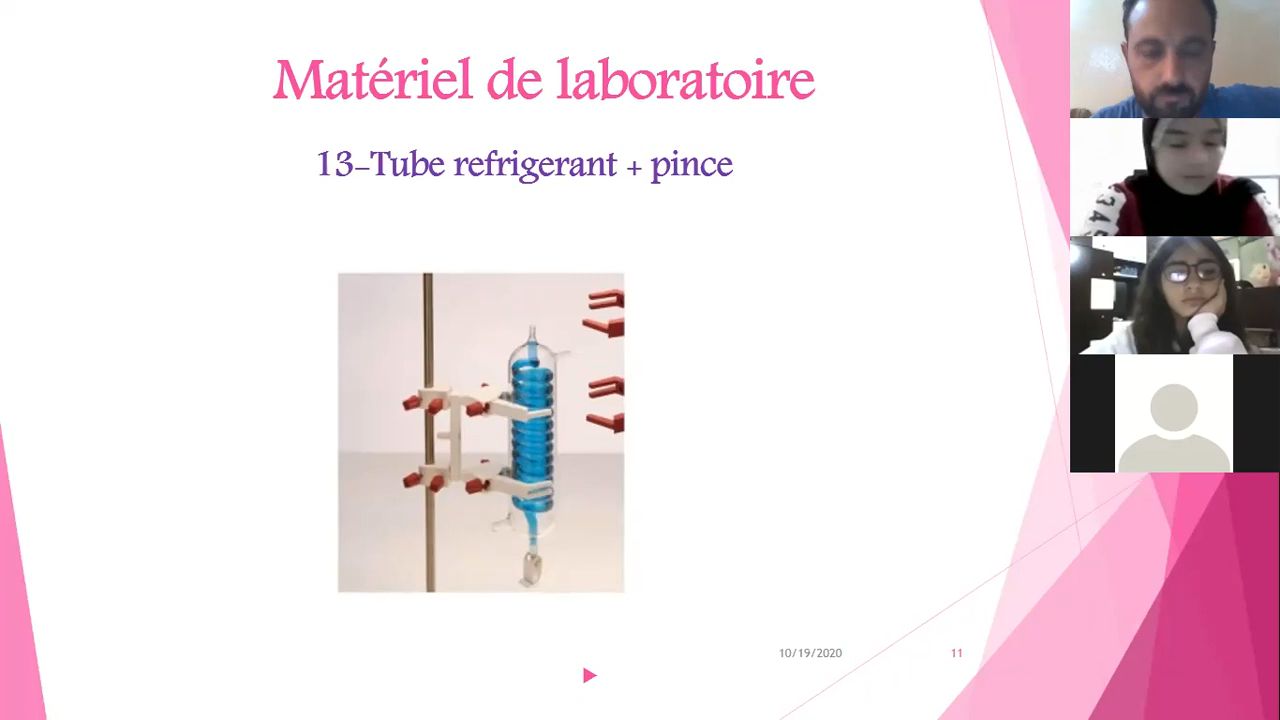 Matériel de laboratoire
13-Tube refrigerant + pince
10/19/2020
11